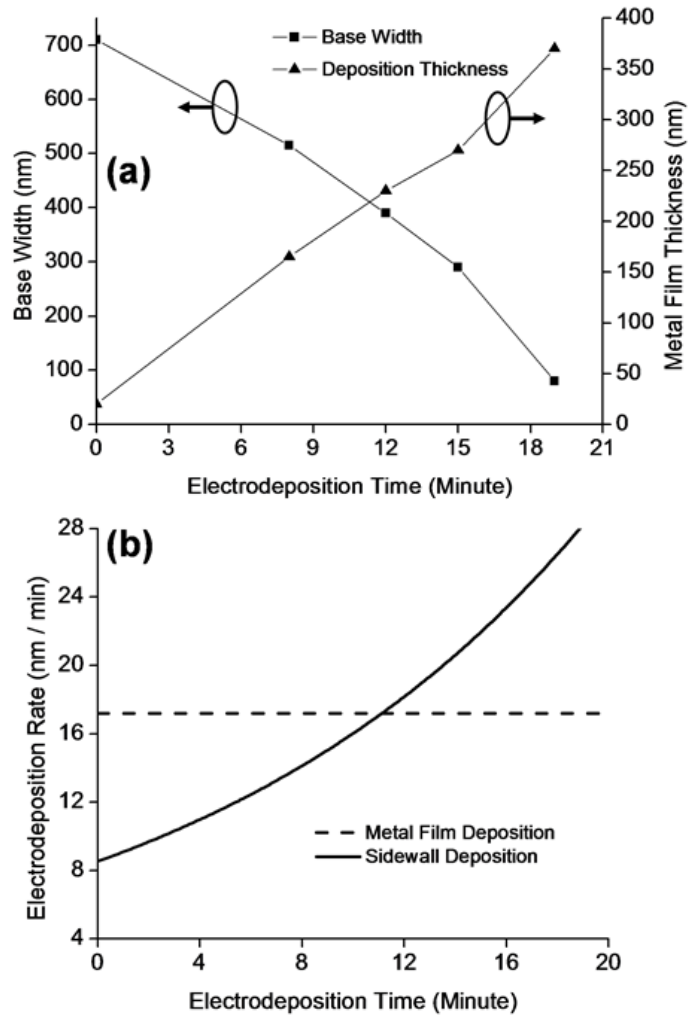 (a)
Base Width
Deposition Thickness
Base Width (nm)
700
600
500
400
300
200
100
0
Metal Film Thickness (nm)
400
350
300
250
200
150
100
50
0
0 3 6 9 12 15 18 21
Electrodeposition Time (Minute)
(b)
Electrodeposition Rate (nm / min)
28
24
20
16
12
8
4
Metal Film Deposition
Sidewall Deposition
0 4 8 12 16 20
Electrodeposition Time (Minute)